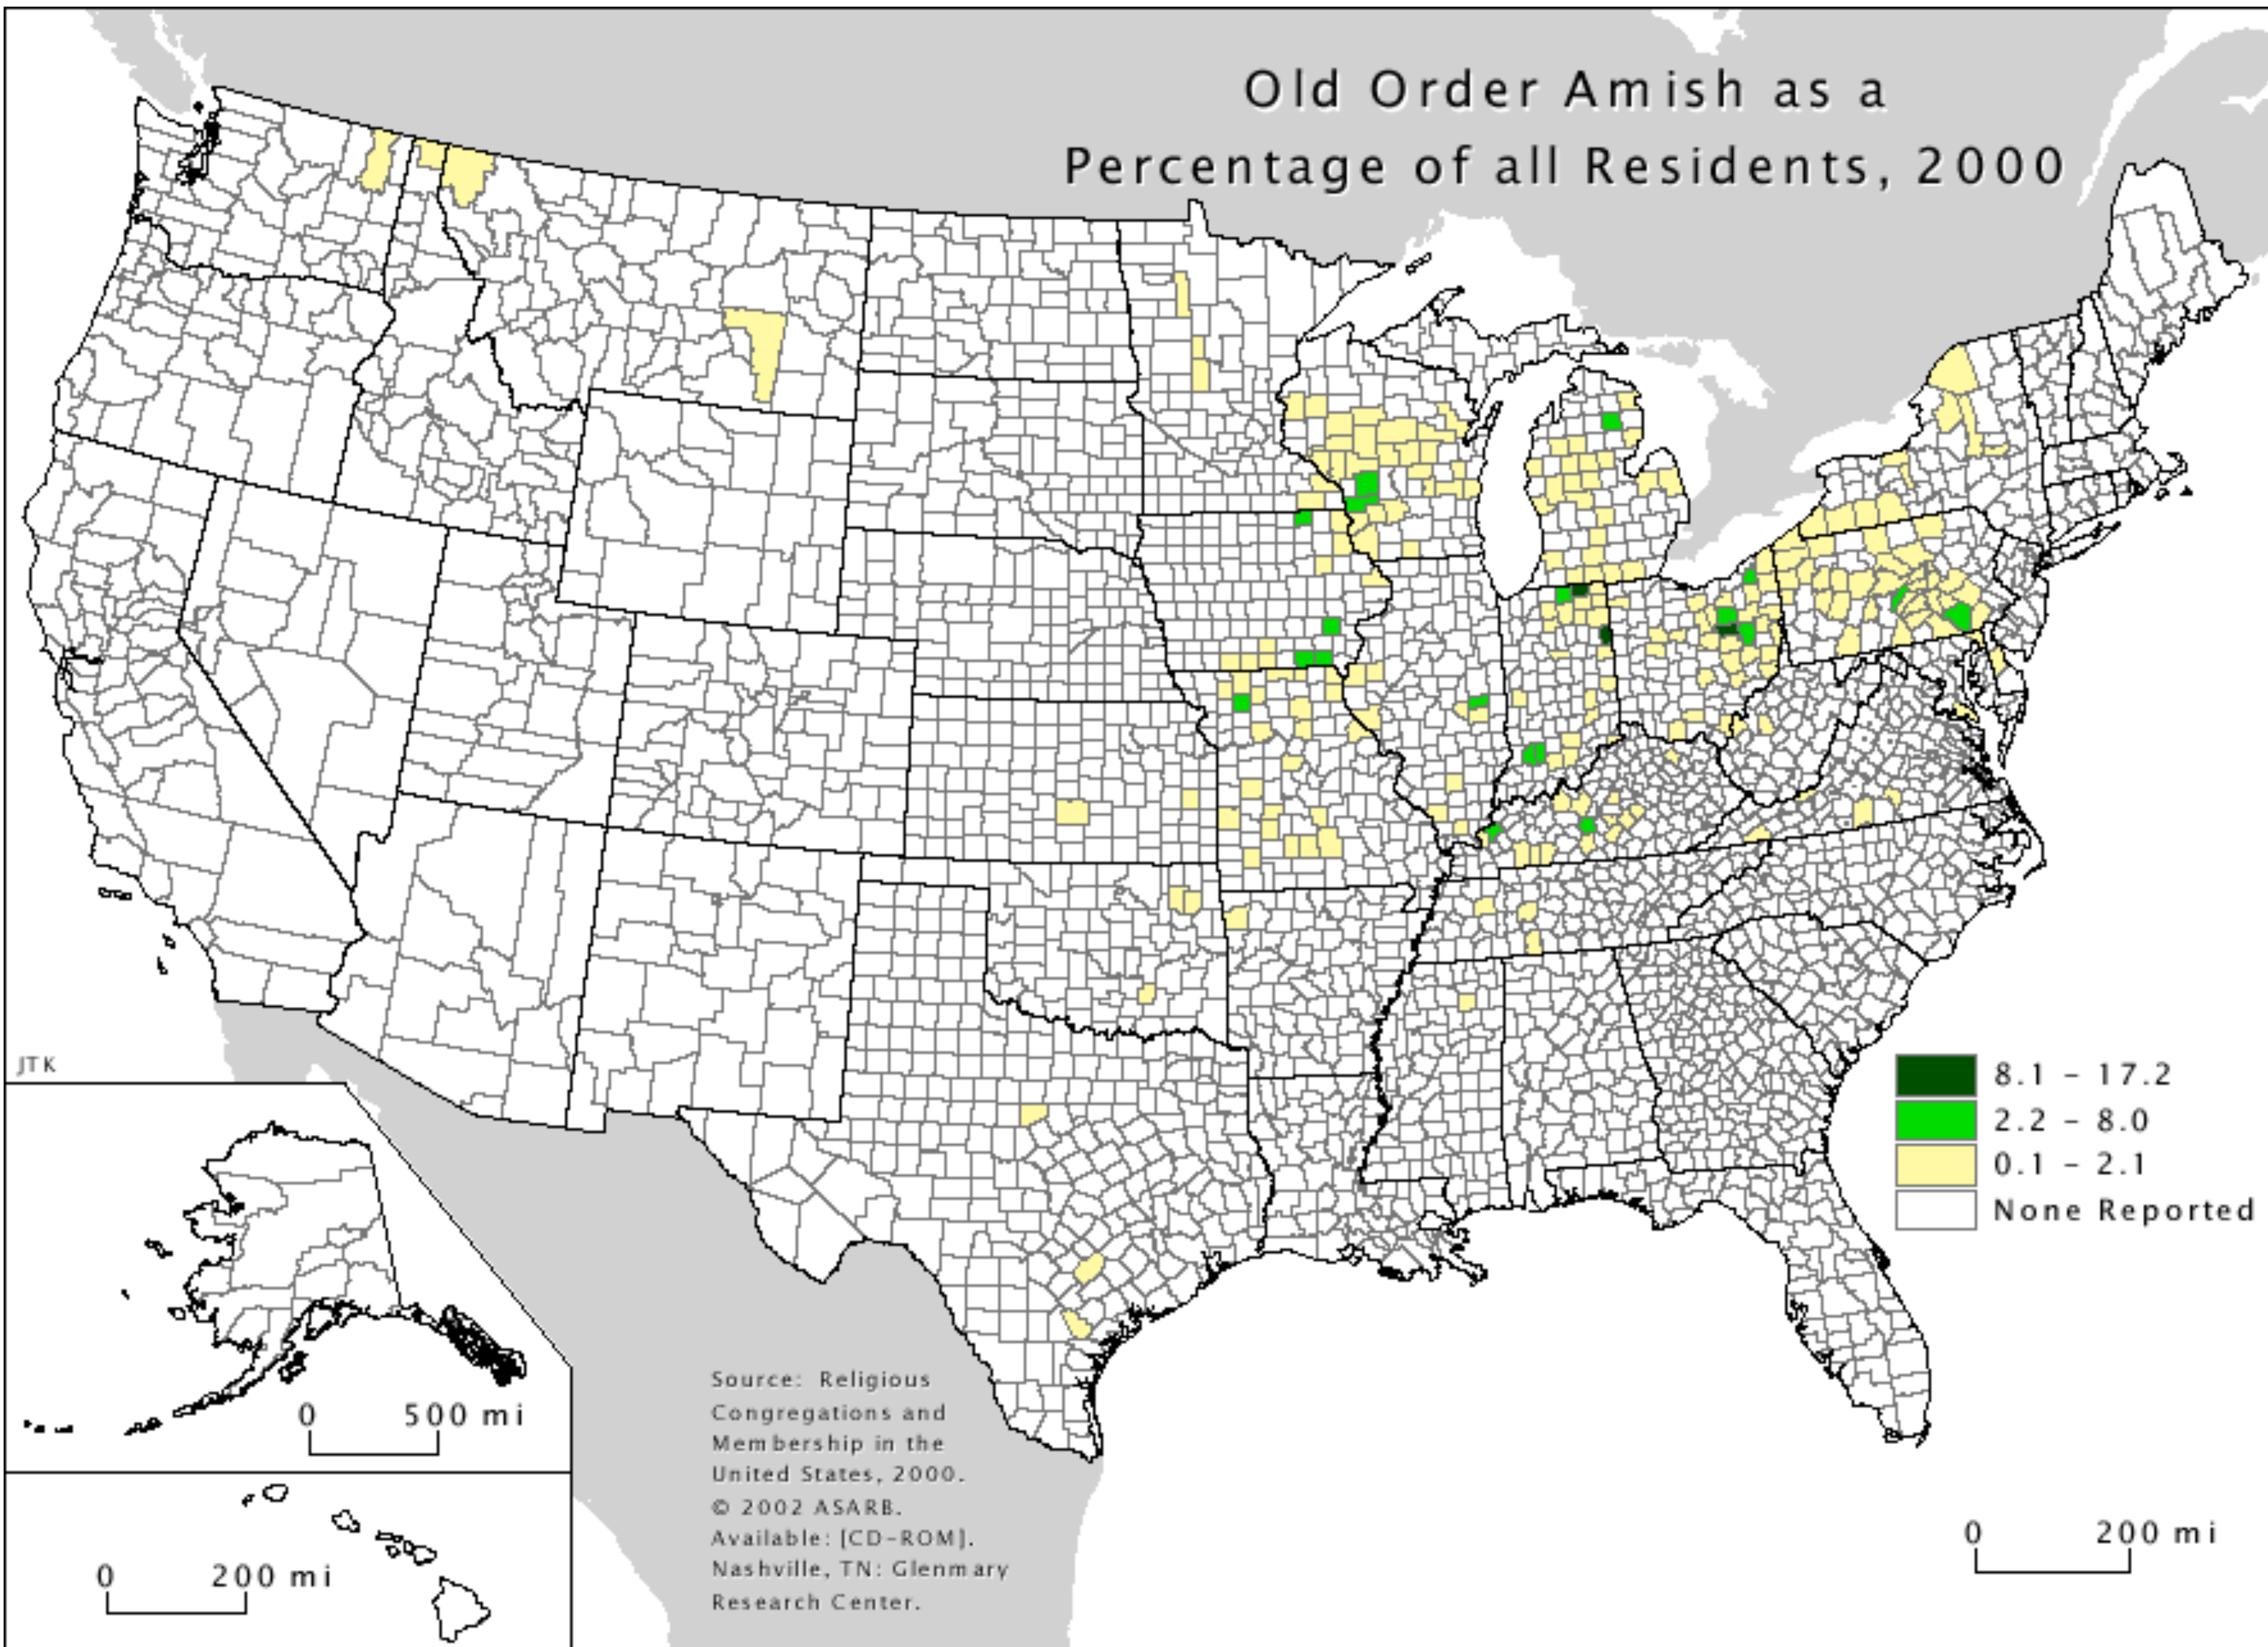 Old Order Amish as a
Percentage of all Residents, 2000
JTK
8.1 - 17.2
2.2 - 8.0
0.1 - 2.1
None Reported
0 500 mi
0 200 mi
Source: Religious
Congregations and
Membership in the
United States, 2000.
© 2002 ASARB.
Available: [CD-ROM].
Nashville, TN: Glenmary
Research Center.
0 200 mi